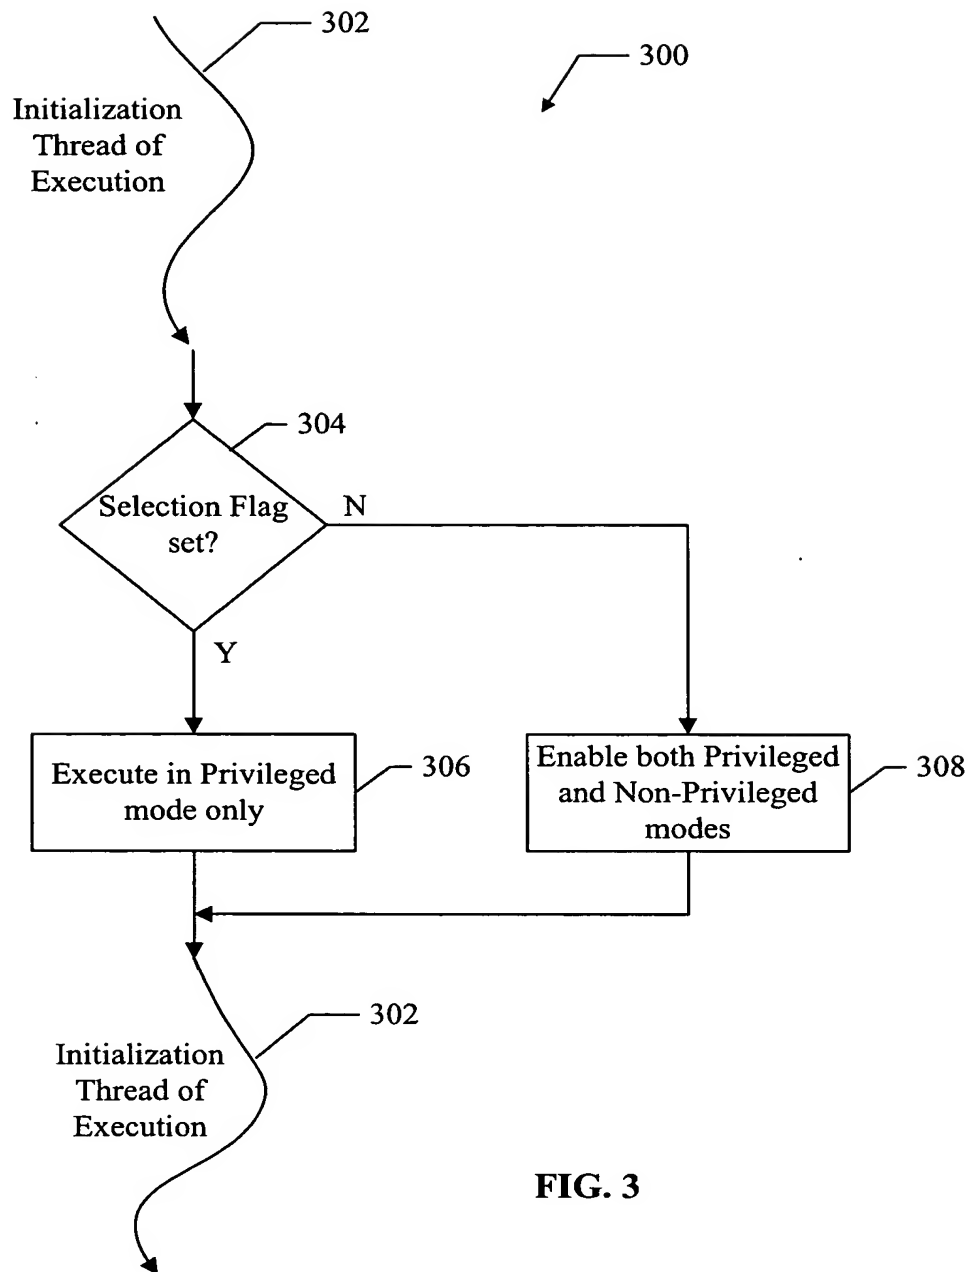 302
300
Initialization
Thread of
Execution
304
Selection Flag
set?
N
Y
Execute in Privileged
mode only
306
Enable both Privileged
and Non-Privileged
modes
308
302
Initialization
Thread of
Execution
FIG. 3